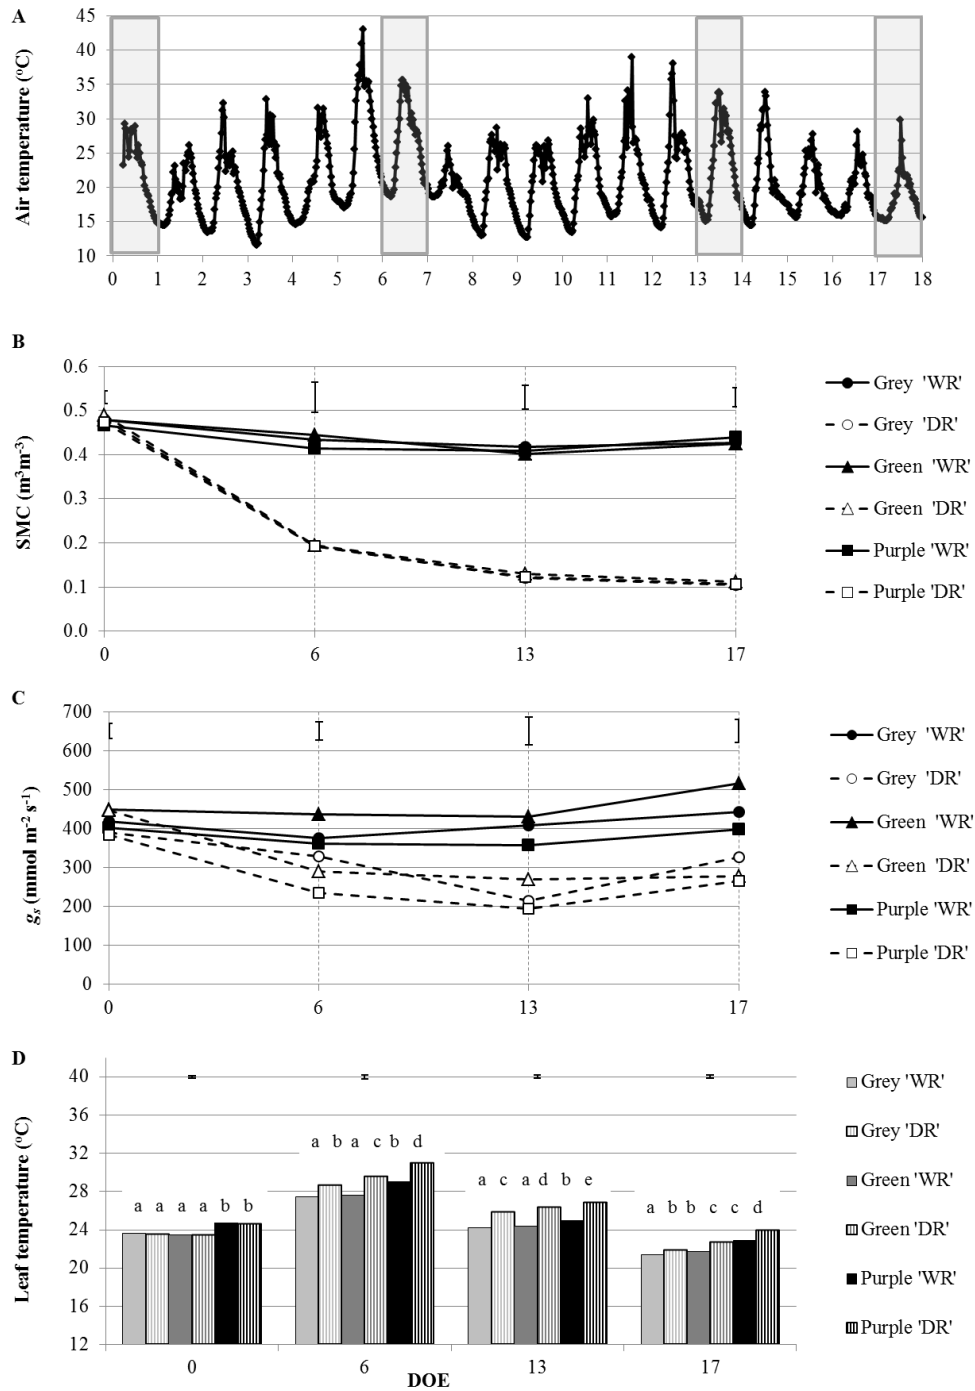 A
Air temperature (°C)
45
40
35
30
25
20
15
10
0 1 2 3 4 5 6 7 8 9 10 11 12 13 14 15 16 17 18
B
SMC (m³m⁻³)
0.6
0.5
0.4
0.3
0.2
0.1
0.0
0 6 13 17
Grey 'WR'
Grey 'DR'
Green 'WR'
Green 'DR'
Purple 'WR'
Purple 'DR'
C
gₛ (mmol m⁻² s⁻¹)
700
600
500
400
300
200
100
0
0 6 13 17
Grey 'WR'
Grey 'DR'
Green 'WR'
Green 'DR'
Purple 'WR'
Purple 'DR'
D
Leaf temperature (°C)
40
36
32
28
24
20
16
12
a a a a b b
a b a c b d
a c a d b e
a b b c c d
0 6 13 17
DOE
Grey 'WR'
Grey 'DR'
Green 'WR'
Green 'DR'
Purple 'WR'
Purple 'DR'